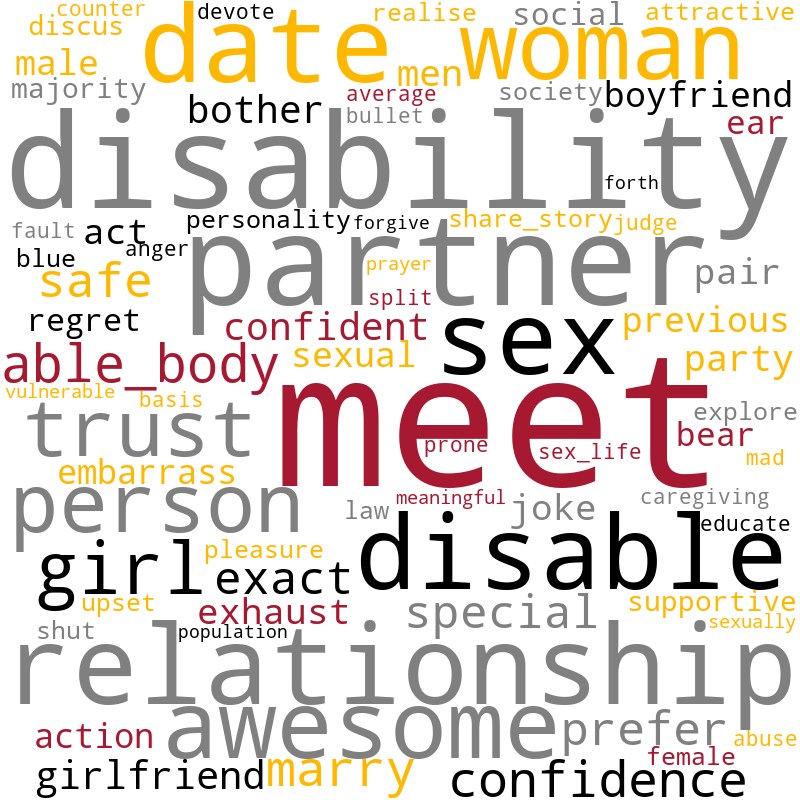 counter devote realise social attractive
discus date woman
male men
majority average society boyfriend
bother bullet ear
disability
forth
personality forgive share_story judge
fault act anger partner
blue prayer pair
safe split
regret confident sex previous
able_body sexual party
vulnerable basis meet explore
trust prone sex_life bear
embarrass mad
person meaningful caregiving
law joke educate
girl pleasure exact disable
upset exhaust special supportive
shut population sexually
relationship
awesome prefer
action abuse
girlfriend marry confidence female